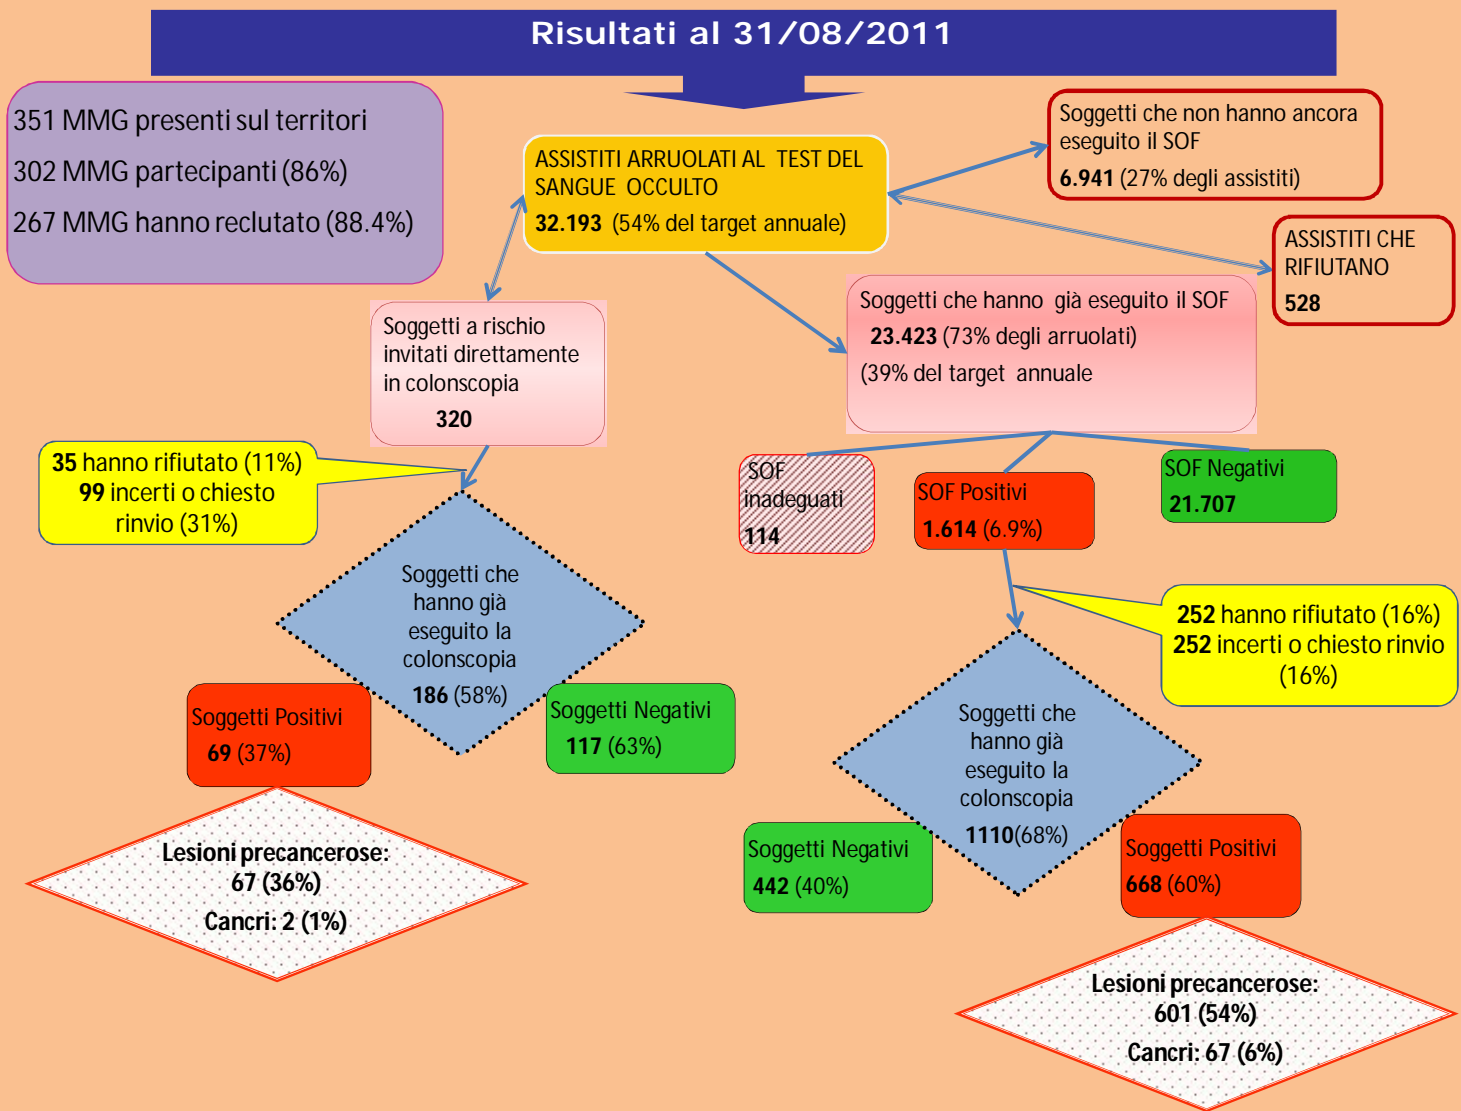 Risultati al 31/08/2011
351 MMG presenti sul territori
302 MMG partecipanti (86%)
267 MMG hanno reclutato (88.4%)
ASSISTITI ARRUOLATI AL TEST DEL
SANGUE OCCULTO
32.193 (54% del target annuale)
Soggetti che non hanno ancora
eseguito il SOF
6.941 (27% degli assistiti)
ASSISTITI CHE
RIFIUTANO
528
Soggetti a rischio
invitati direttamente
in colonscopia
320
Soggetti che hanno già eseguito il SOF
23.423 (73% degli arruolati)
(39% del target annuale
35 hanno rifiutato (11%)
99 incerti o chiesto
rinvio (31%)
SOF
inadeguati
114
SOF Positivi
1.614 (6.9%)
SOF Negativi
21.707
Soggetti che
hanno già
eseguito la
colonscopia
186 (58%)
252 hanno rifiutato (16%)
252 incerti o chiesto rinvio
(16%)
Soggetti Positivi
69 (37%)
Soggetti Negativi
117 (63%)
Soggetti che
hanno già
eseguito la
colonscopia
1110(68%)
Soggetti Negativi
442 (40%)
Soggetti Positivi
668 (60%)
Lesioni precancerose:
67 (36%)
Cancri: 2 (1%)
Lesioni precancerose:
601 (54%)
Cancri: 67 (6%)